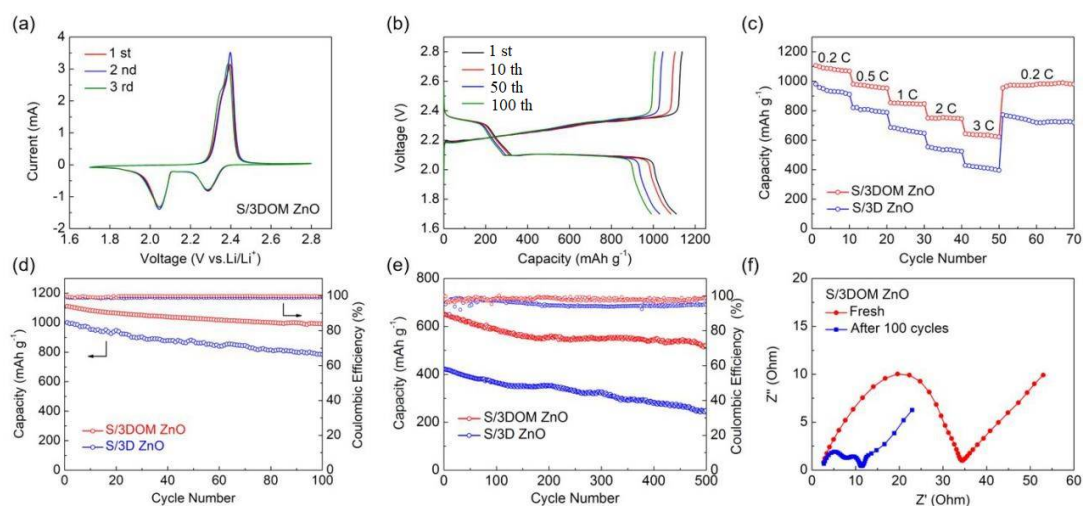 (a)
4
3
2
1
0
-1
-2
Current (mA)
1 st
2 nd
3 rd
S/3DOM ZnO
1.6 1.8 2.0 2.2 2.4 2.6 2.8
Voltage (V vs.Li/Li⁺)
(b)
2.8
2.6
2.4
2.2
2.0
1.8
1.6
Voltage (V)
1 st
10 th
50 th
100 th
0 200 400 600 800 1000 1200
Capacity (mAh g⁻¹)
(c)
1200
1000
800
600
400
200
0
Capacity (mAh g⁻¹)
0.2 C
0.5 C
1 C
2 C
3 C
0.2 C
S/3DOM ZnO
S/3D ZnO
0 10 20 30 40 50 60 70
Cycle Number
(d)
1200
1000
800
600
400
200
0
Capacity (mAh g⁻¹)
S/3DOM ZnO
S/3D ZnO
100
80
60
40
20
0
Coulombic Efficiency (%)
0 20 40 60 80 100
Cycle Number
(e)
800
600
400
200
0
Capacity (mAh g⁻¹)
S/3DOM ZnO
S/3D ZnO
100
80
60
40
20
0
Coulombic Efficiency (%)
0 100 200 300 400 500
Cycle Number
(f)
20
15
10
5
0
Z'' (Ohm)
S/3DOM ZnO
Fresh
After 100 cycles
0 10 20 30 40 50 60
Z' (Ohm)